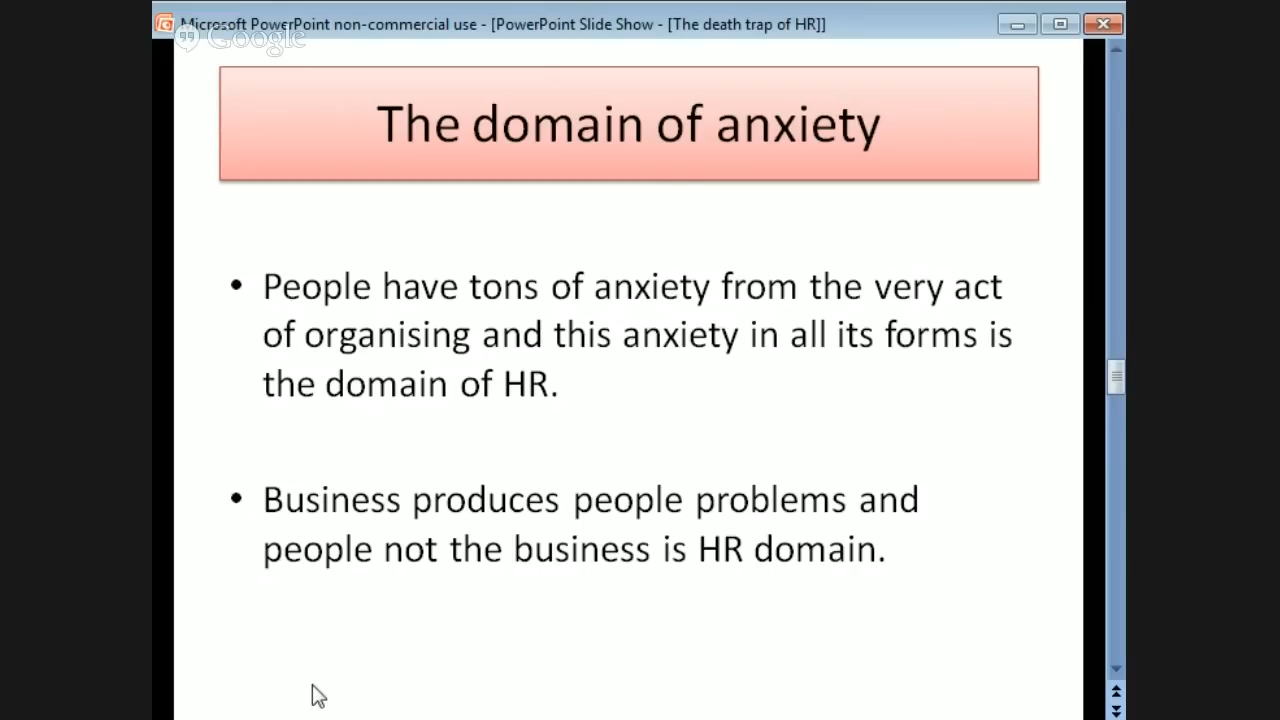 Microsoft PowerPoint non-commercial use - [PowerPoint Slide Show - [The death trap of HR]]
Google
The domain of anxiety
• People have tons of anxiety from the very act
of organising and this anxiety in all its forms is
the domain of HR.
• Business produces people problems and
people not the business is HR domain.